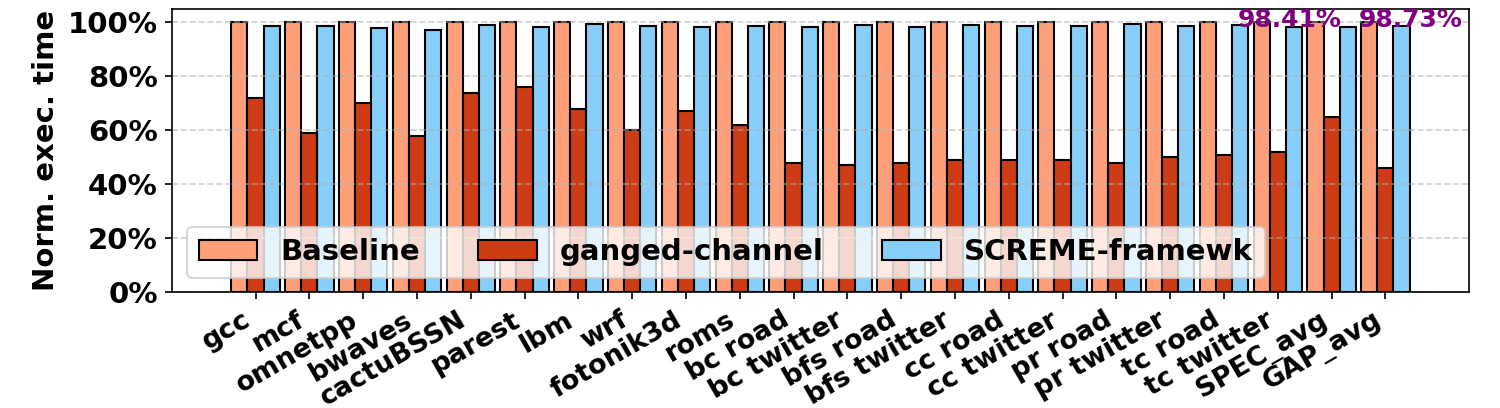 Norm. exec. time
100%
80%
60%
40%
20%
0%
98.41% 98.73%
Baseline ganged-channel SCREME-framewk
gcc
mcf
omnetpp
bwaves
cactuBSSN
parest
lbm
wrf
fotonik3d
roms
bc road
bc twitter
bfs road
bfs twitter
cc road
cc twitter
pr road
pr twitter
tc road
tc twitter
SPEC_avg
GAP_avg